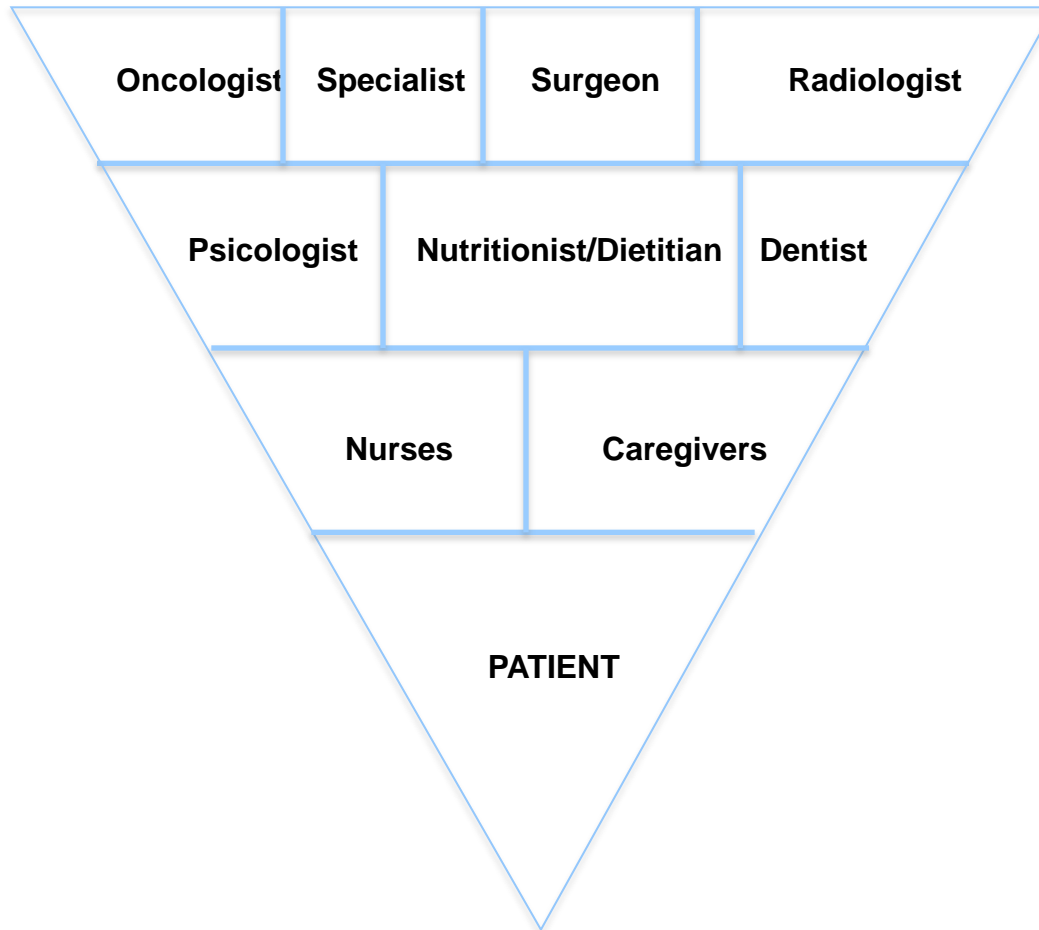 Oncologist Specialist Surgeon Radiologist
Psicologist Nutritionist/Dietitian Dentist
Nurses Caregivers
PATIENT